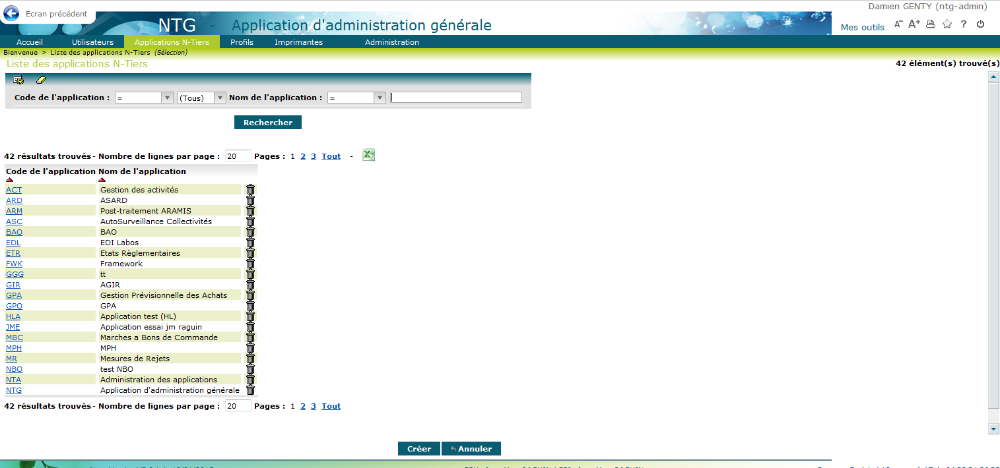 Ecran précédent
Damien GENTY (ntg-admin)
NTG - Application d'administration générale
Mes outils A- A+ ?
Accueil Utilisateurs Applications N-Tiers Profils Imprimantes Administration
Bienvenue > Liste des applications N-Tiers (Sélection)
Liste des applications N-Tiers
42 élément(s) trouvé(s)
Code de l'application : = (Tous) Nom de l'application : =
Rechercher
42 résultats trouvés - Nombre de lignes par page : 20 Pages : 1 2 3 Tout -
Code de l'application Nom de l'application
ACT Gestion des activités
ARD ASARD
ARM Post-traitement ARAMIS
ASC AutoSurveillance Collectivités
BAO BAO
EDL EDI Labos
ETR Etats Règlementaires
FWK Framework
GGG tt
GIR AGIR
GPA Gestion Prévisionnelle des Achats
GPO GPA
HLA Application test (HL)
JME Application essai jm raguin
MBC Marches a Bons de Commande
MPH MPH
MR Mesures de Rejets
NBO test NBO
NTA Administration des applications
NTG Application d'administration générale
42 résultats trouvés - Nombre de lignes par page : 20 Pages : 1 2 3 Tout
Créer Annuler